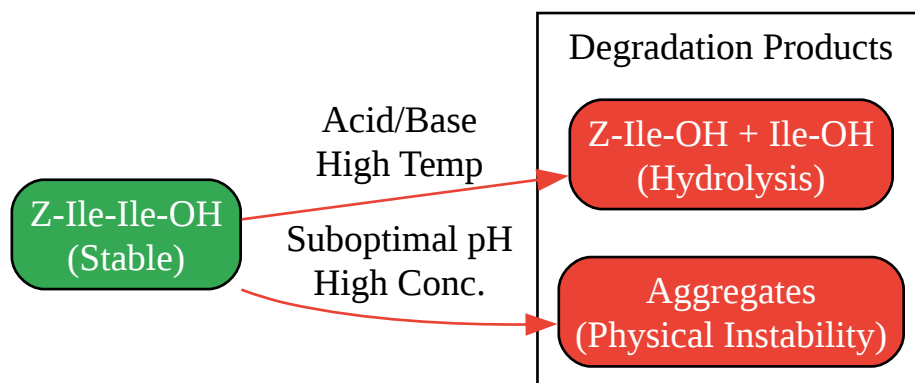 Degradation Products
Acid/Base
High Temp
Z-Ile-OH + Ile-OH
(Hydrolysis)
Z-Ile-Ile-OH
(Stable)
Suboptimal pH
High Conc.
Aggregates
(Physical Instability)